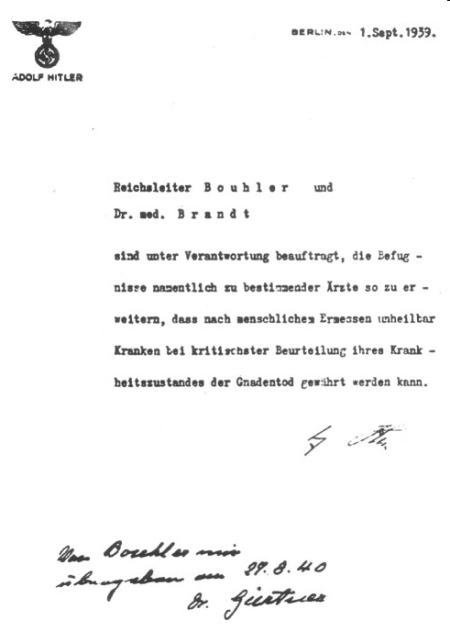 ADOLF HITLER
BERLIN, DEN 1.Sept.1939.
Reichsleiter B o u h l e r und
Dr. med. B r a n d t
sind unter Verantwortung beauftragt, die Befug -
nisse namentlich zu bestimmender Ärzte so zu er -
weitern, dass nach menschlichem Ermessen unheilbar
Kranken bei kritischster Beurteilung ihres Krank -
heitszustandes der Gnadentod gewährt werden kann.
Von Bouhler mir
übergeben am 27.8.40
Dr. Gürtner